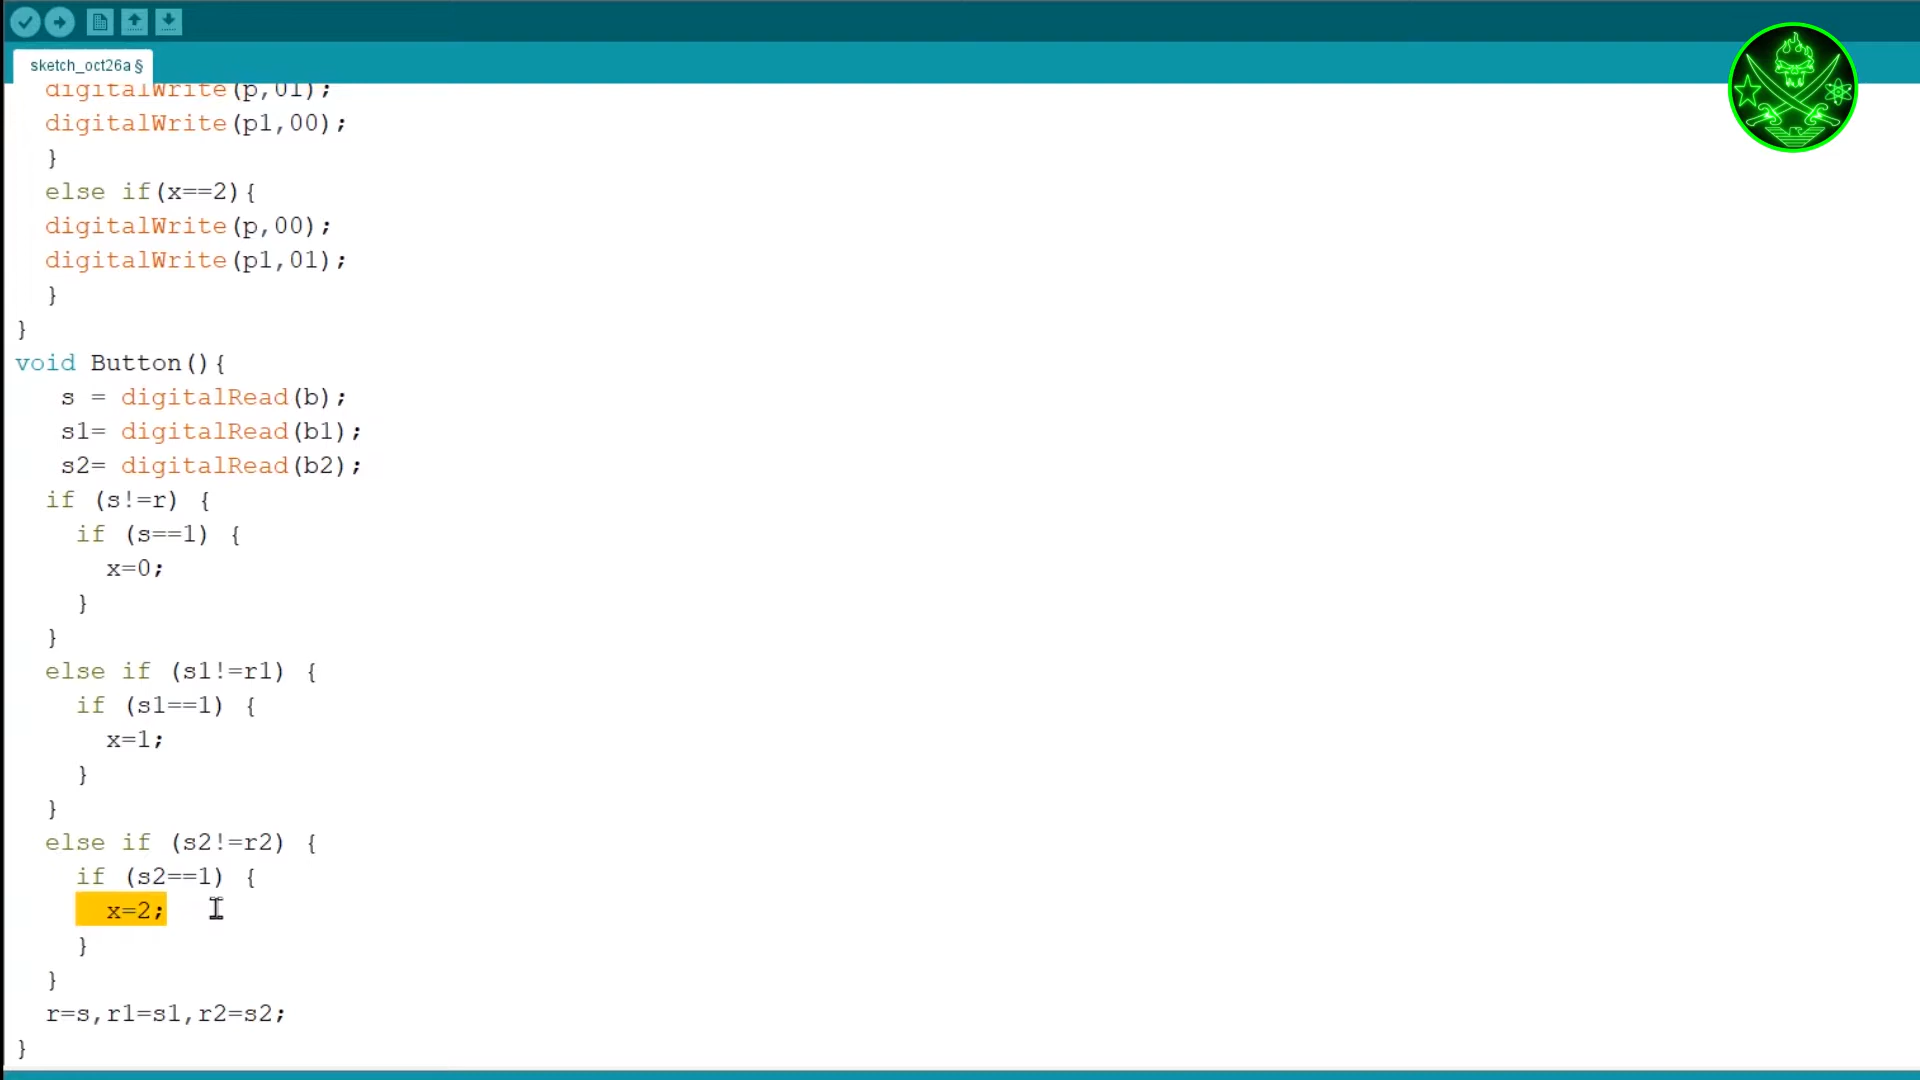 sketch_oct26a §
digitalWrite(p,01);
digitalWrite(p1,00);
}
else if(x==2){
digitalWrite(p,00);
digitalWrite(p1,01);
}
}
void Button(){
s = digitalRead(b);
s1= digitalRead(b1);
s2= digitalRead(b2);
if (s!=r) {
if (s==1) {
x=0;
}
}
else if (s1!=r1) {
if (s1==1) {
x=1;
}
}
else if (s2!=r2) {
if (s2==1) {
x=2;
}
}
r=s,r1=s1,r2=s2;
}